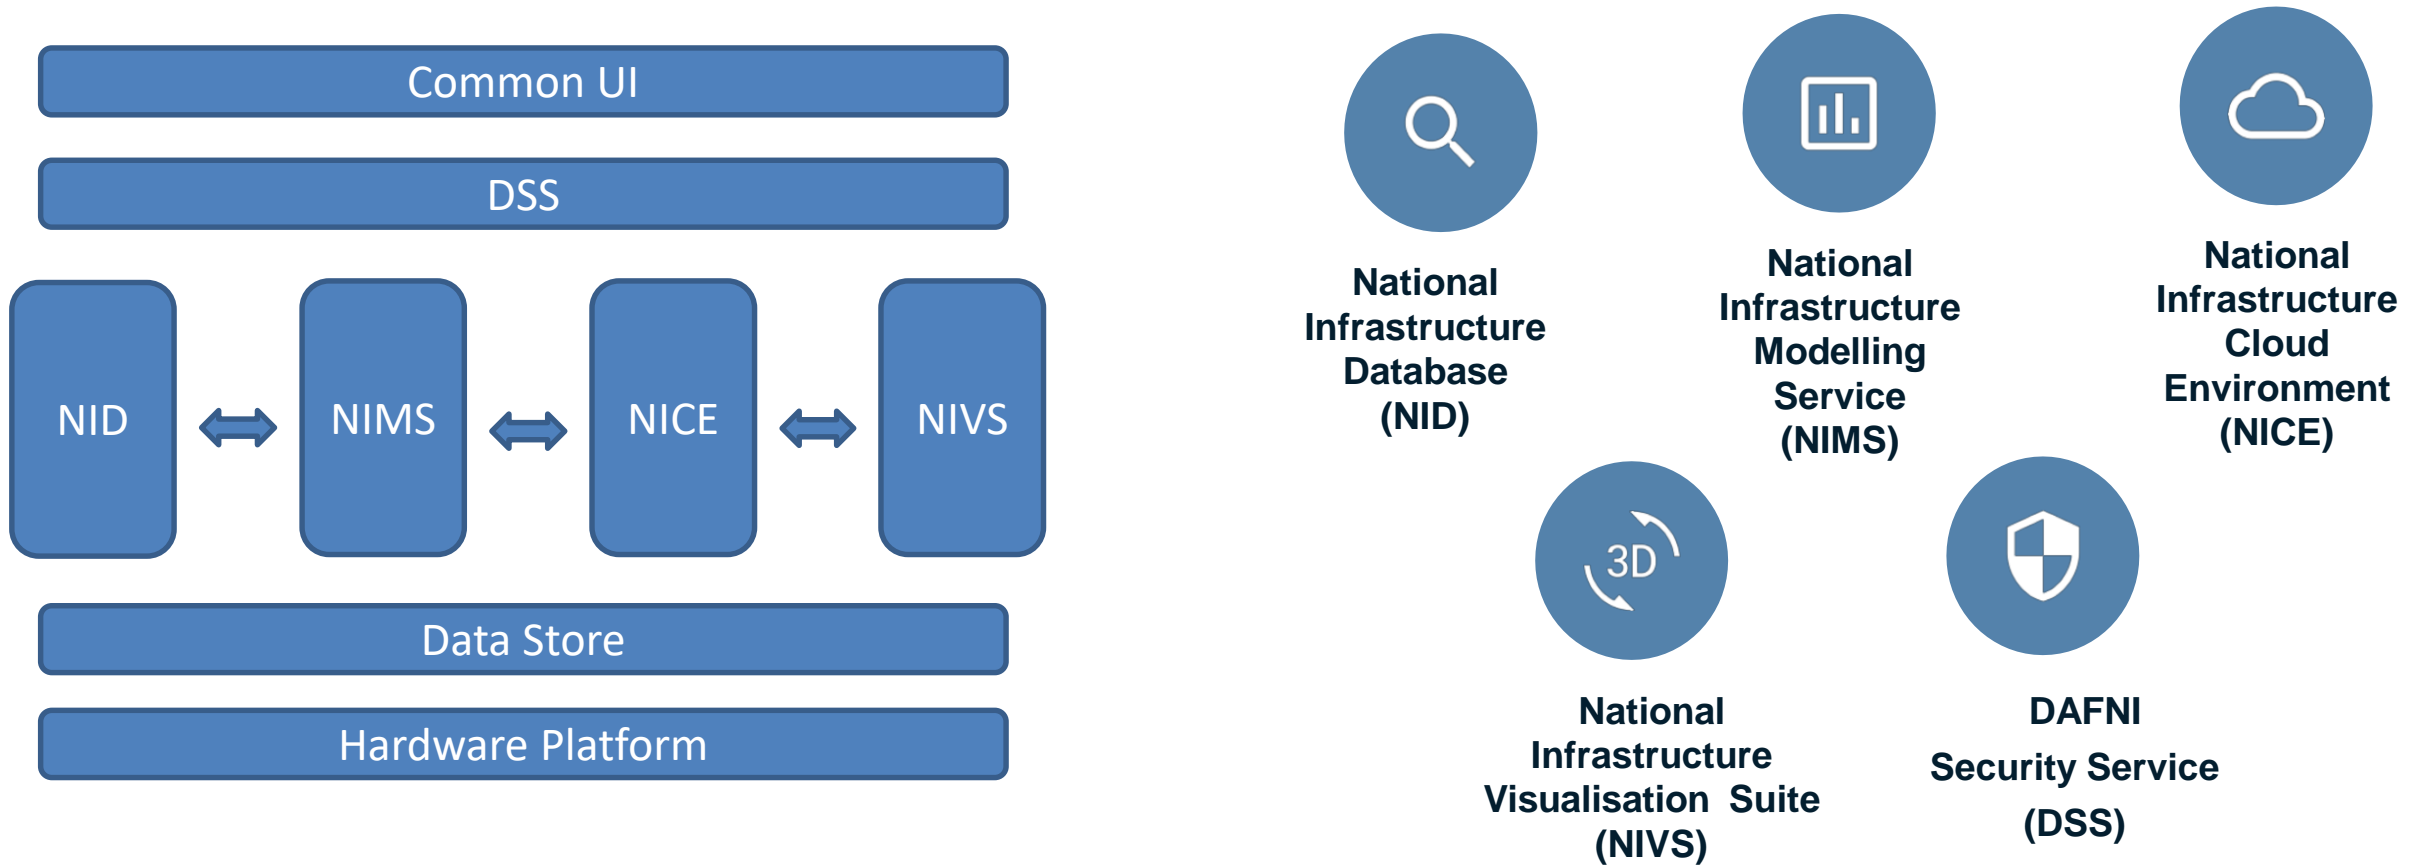 Common UI
DSS
NID
NIMS
NICE
NIVS
Data Store
Hardware Platform
National
Infrastructure
Database
(NID)
National
Infrastructure
Modelling
Service
(NIMS)
National
Infrastructure
Cloud
Environment
(NICE)
3D
National
Infrastructure
Visualisation Suite
(NIVS)
DAFNI
Security Service
(DSS)